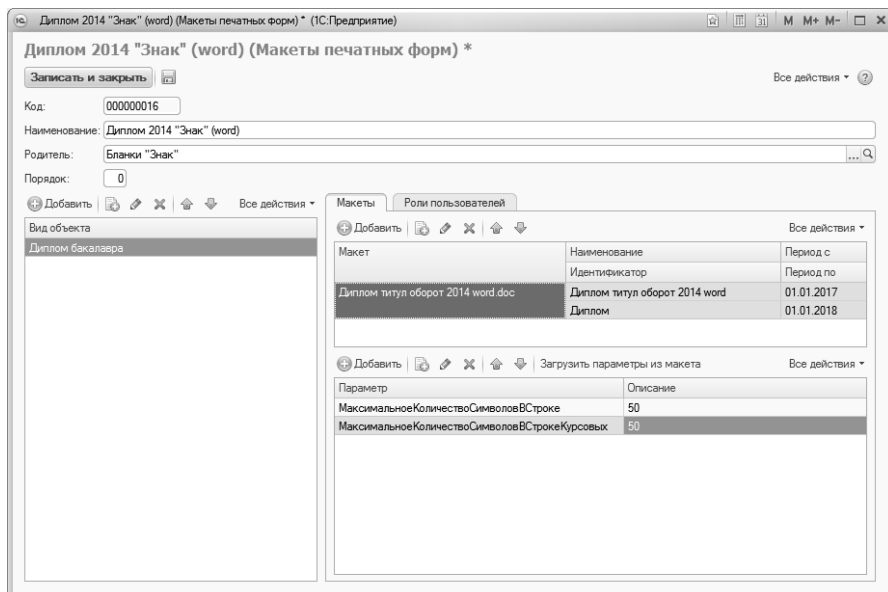 Диплом 2014 "Знак" (word) (Макеты печатных форм) * (1С:Предприятие) 31 M M+ M-
Диплом 2014 "Знак" (word) (Макеты печатных форм) *
Записать и закрыть Все действия
Код: 000000016
Наименование: Диплом 2014 "Знак" (word)
Родитель: Бланки "Знак" ...
Порядок: 0
Добавить Все действия
Вид объекта
Диплом бакалавра
Макеты Роли пользователей
Добавить Все действия
Макет Наименование Период с
Идентификатор Период по
Диплом титул оборот 2014 word.doc Диплом титул оборот 2014 word 01.01.2017
Диплом 01.01.2018
Добавить Загрузить параметры из макета Все действия
Параметр Описание
МаксимальноеКоличествоСимволовВСтроке 50
МаксимальноеКоличествоСимволовВСтрокеКурсовых 50